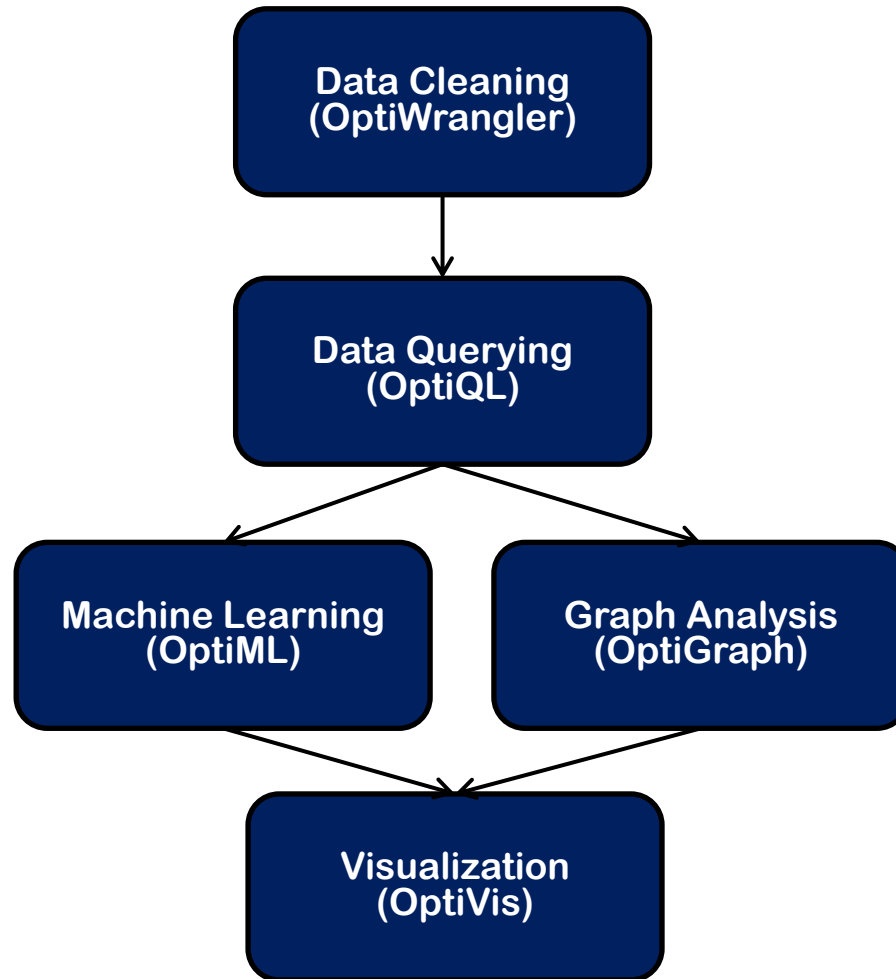 Data Cleaning
(OptiWrangler)
Data Querying
(OptiQL)
Machine Learning
(OptiML)
Graph Analysis
(OptiGraph)
Visualization
(OptiVis)